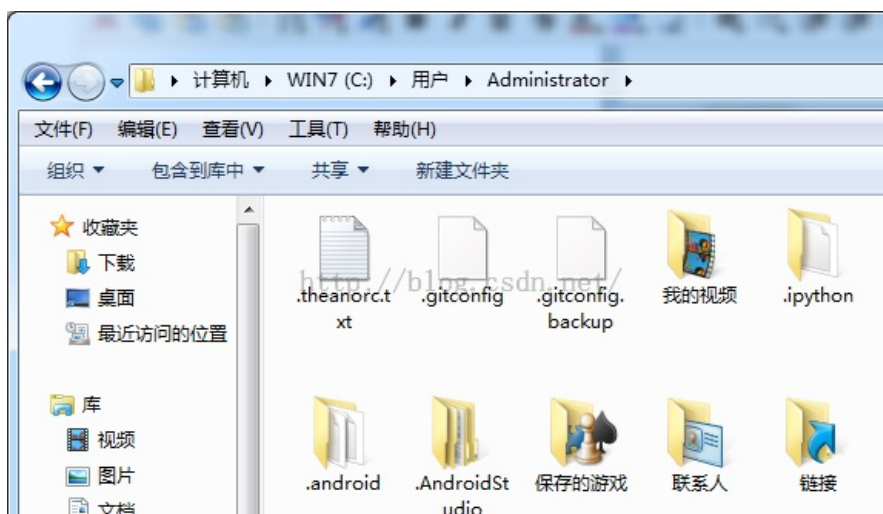 计算机 WIN7 (C:) 用户 Administrator
文件(F) 编辑(E) 查看(V) 工具(T) 帮助(H)
组织 包含到库中 共享 新建文件夹
收藏夹
下载
桌面
最近访问的位置
库
视频
图片
文档
.theanorc.t
xt
.gitconfig
.gitconfig.
backup
我的视频
.ipython
http://blog.csdn.net/
.android
.AndroidSt
udio
保存的游戏
联系人
链接